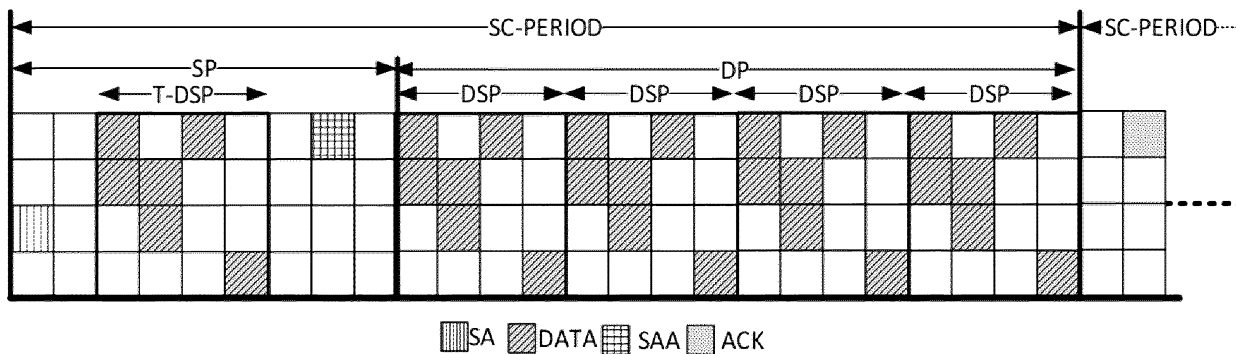 SC-PERIOD SC-PERIOD
SP DP
T-DSP DSP DSP DSP DSP
SA DATA SAA ACK